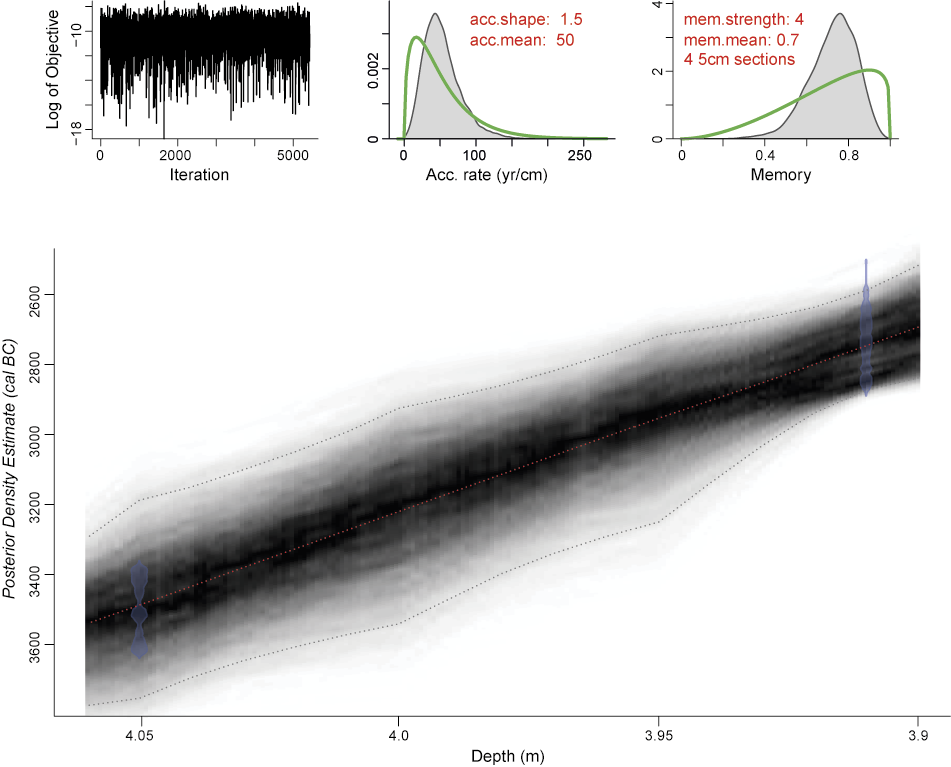 Log of Objective
−10
−18
0
2000
5000
Iteration
acc.shape: 1.5
acc.mean: 50
0.002
0
0
100
250
Acc. rate (yr/cm)
mem.strength: 4
mem.mean: 0.7
4 5cm sections
4
2
0
0
0.4
0.8
Memory
Posterior Density Estimate (cal BC)
2600
2800
3000
3200
3400
3600
4.05
4.0
3.95
3.9
Depth (m)